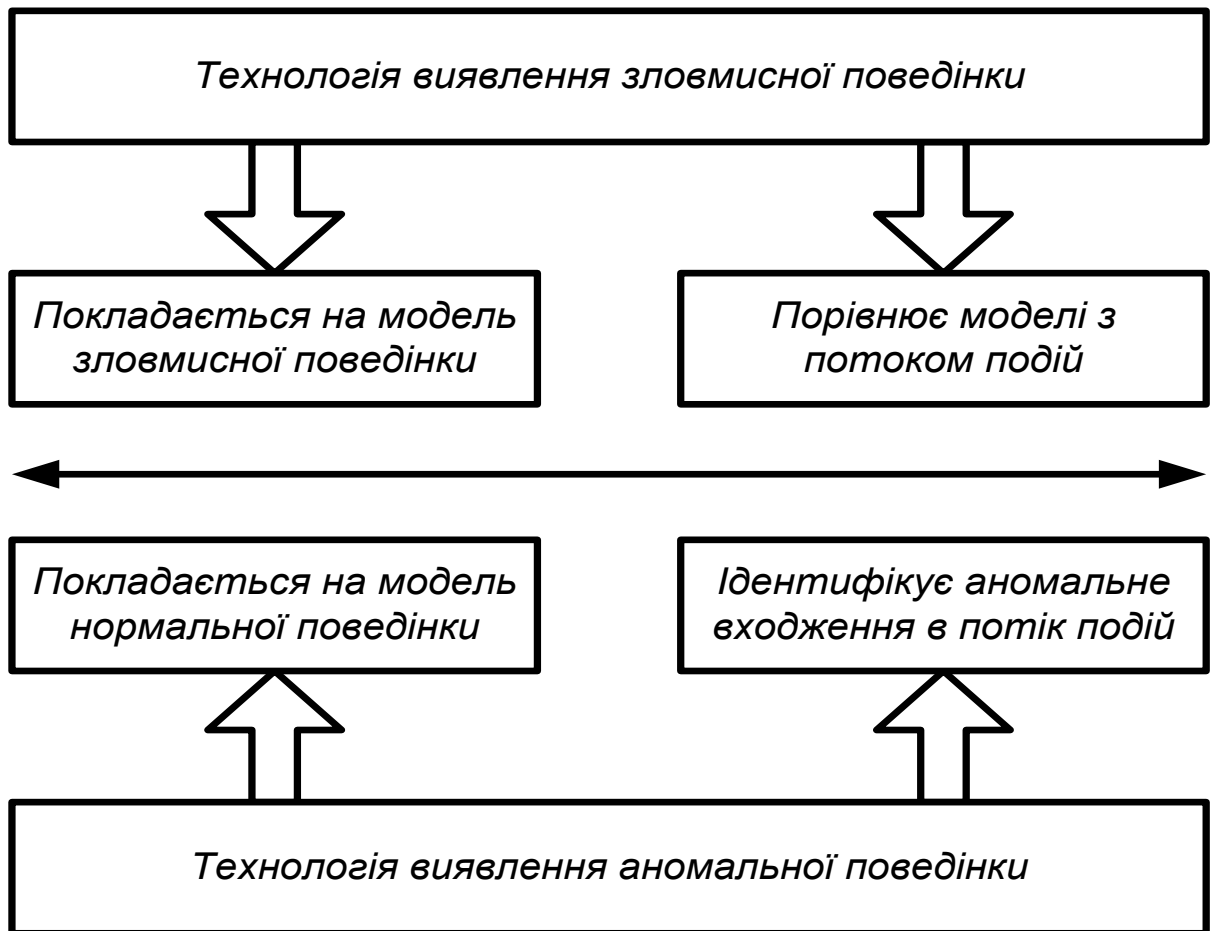 Технологія виявлення зловмисної поведінки
Покладається на модель
зловмисної поведінки
Порівнює моделі з
потоком подій
Покладається на модель
нормальної поведінки
Ідентифікує аномальне
входження в потік подій
Технологія виявлення аномальної поведінки